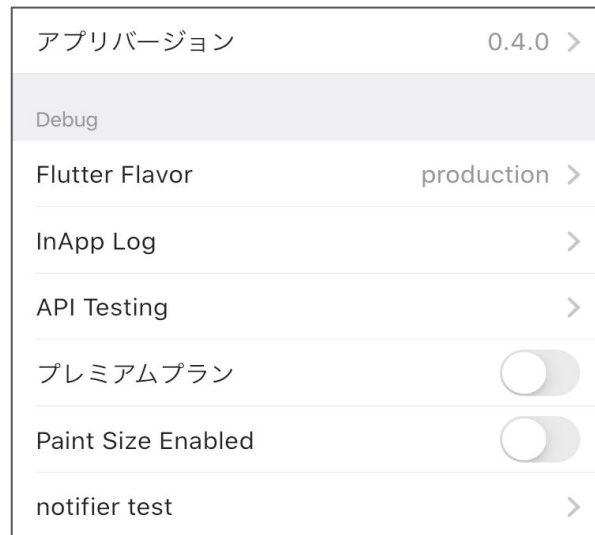 アプリバージョン 0.4.0
Debug
Flutter Flavor production
InApp Log
API Testing
プレミアムプラン
Paint Size Enabled
notifier test